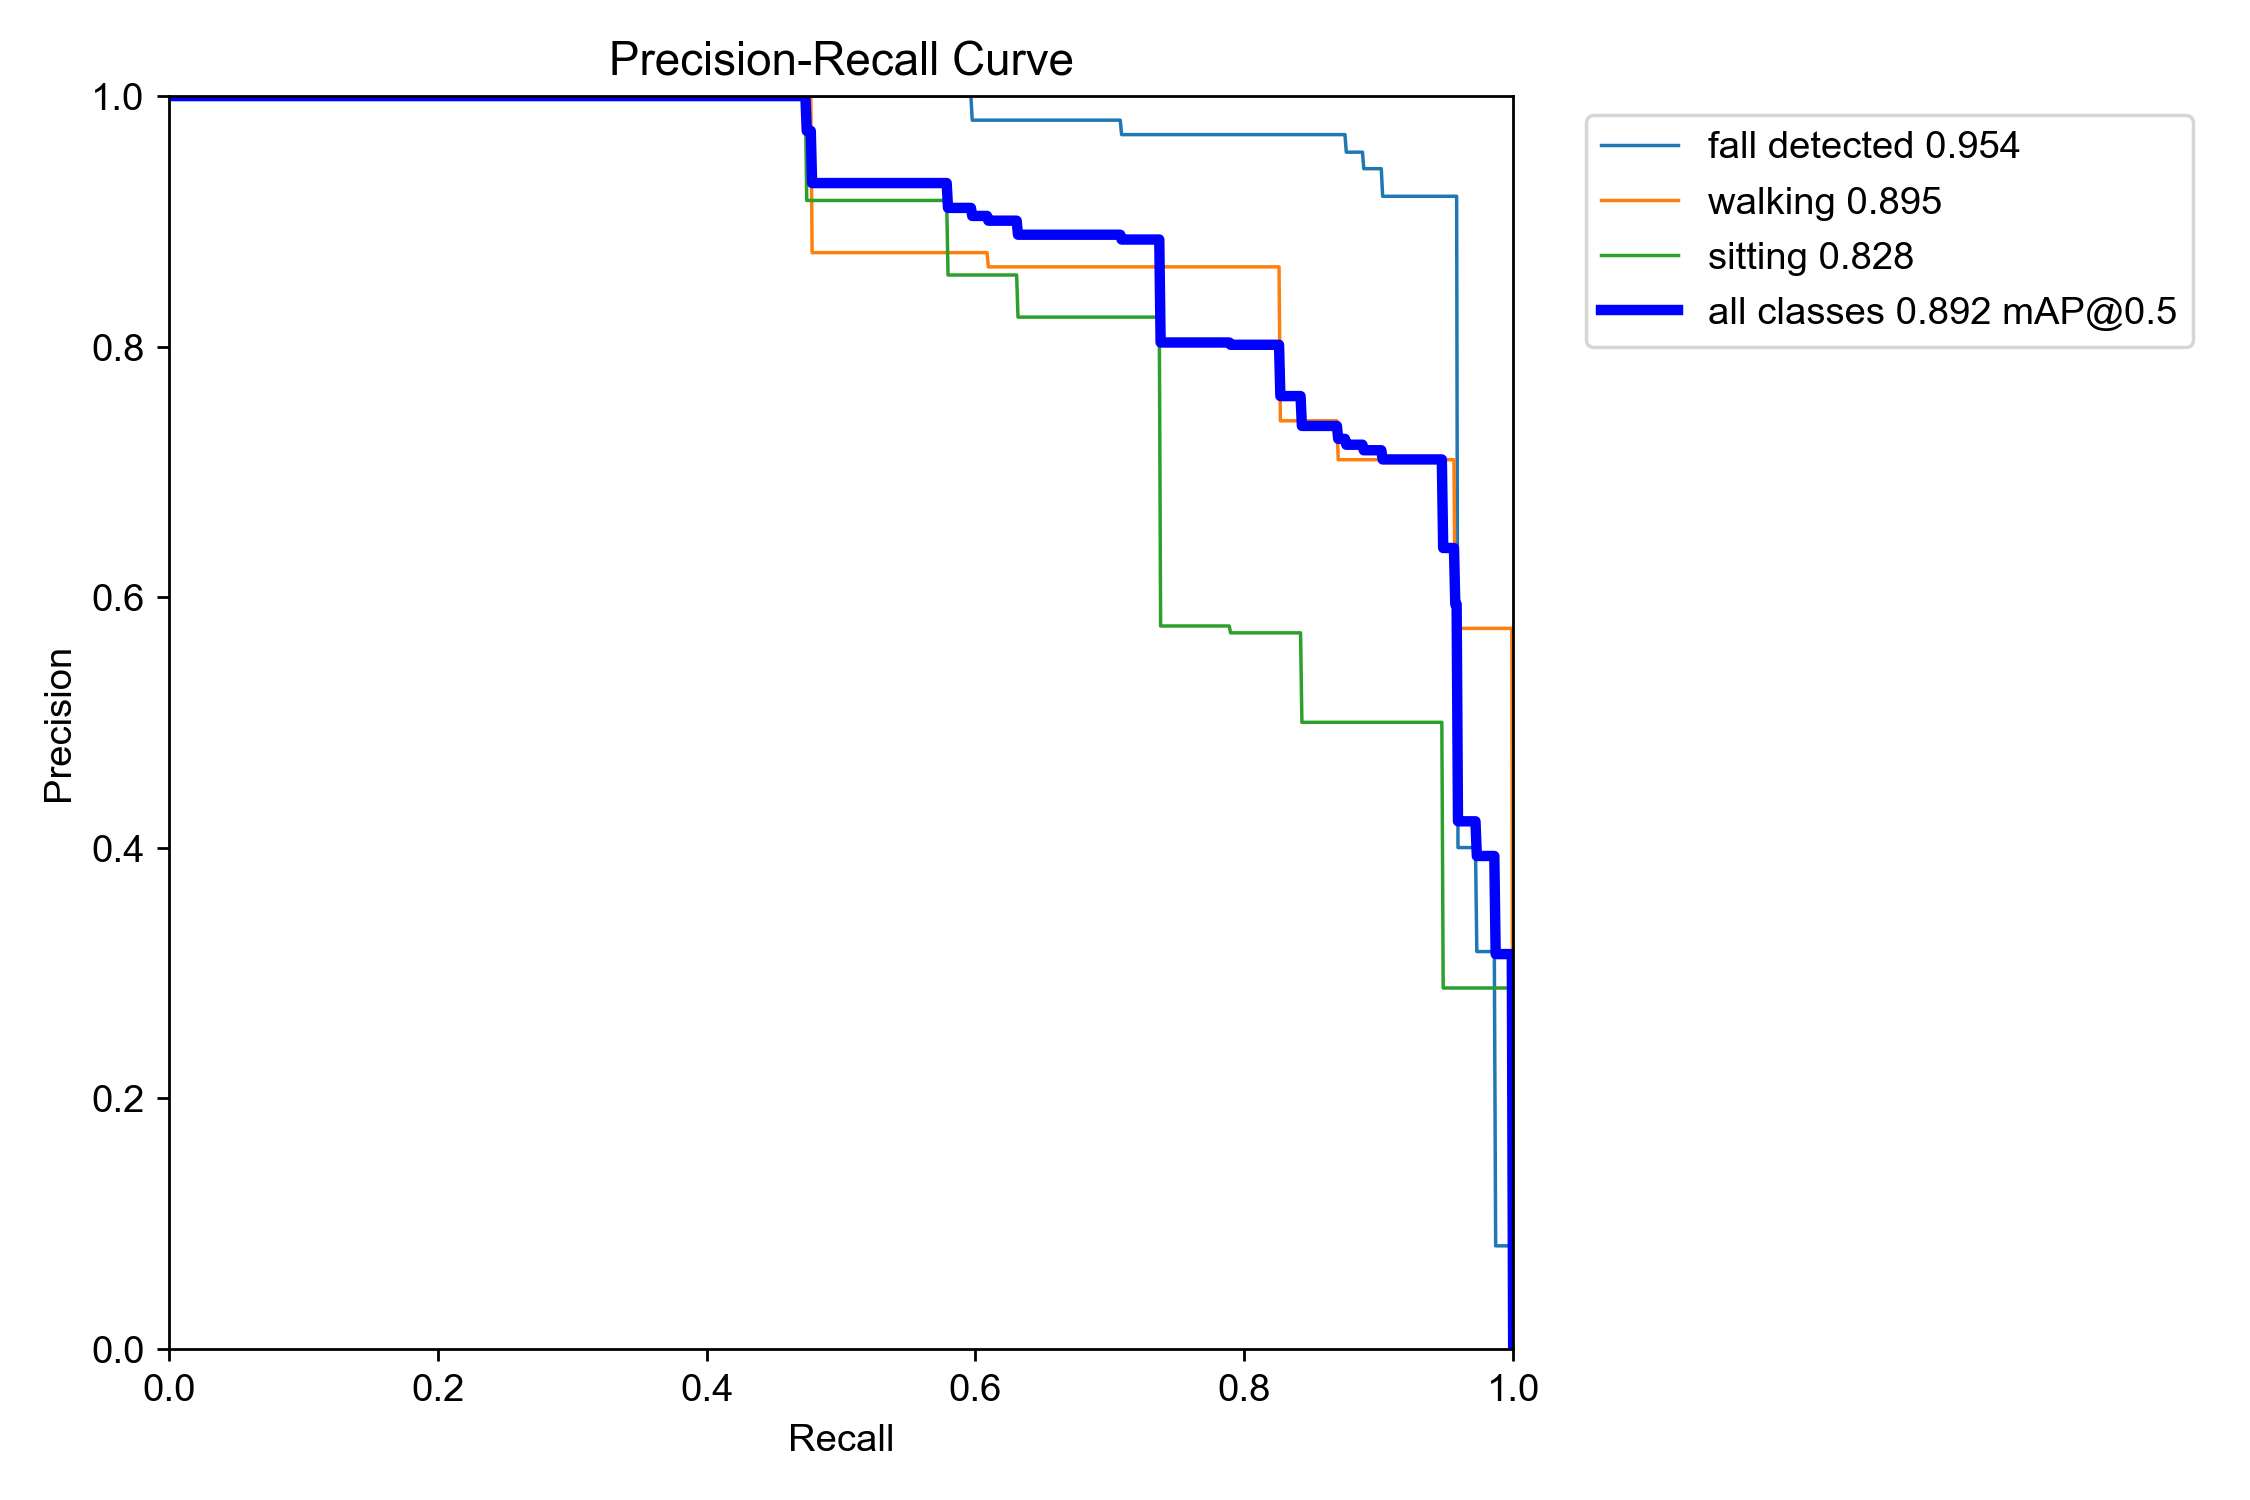 Precision-Recall Curve
1.0
0.8
0.6
0.4
0.2
0.0
Precision
0.0 0.2 0.4 0.6 0.8 1.0
Recall
fall detected 0.954
walking 0.895
sitting 0.828
all classes 0.892 mAP@0.5